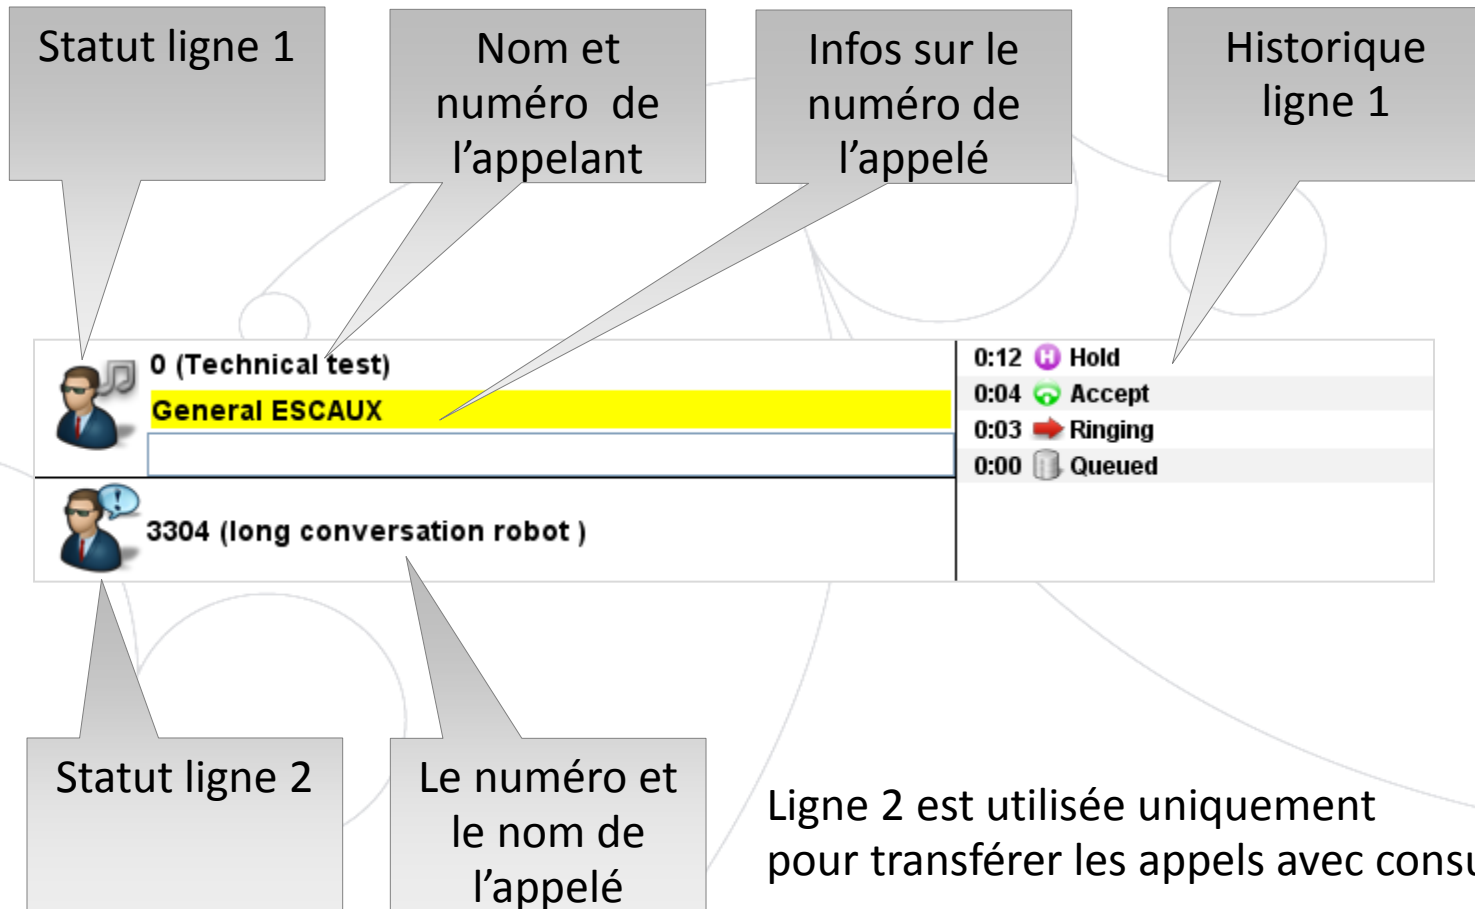 Statut ligne 1
Nom et
numéro de
l’appelant
Infos sur le
numéro de
l’appelé
Historique
ligne 1
0 (Technical test)
General ESCAUX
0:12 H Hold
0:04 Accept
0:03 Ringing
0:00 Queued
3304 (long conversation robot )
Statut ligne 2
Le numéro et
le nom de
l’appelé
Ligne 2 est utilisée uniquement
pour transférer les appels avec